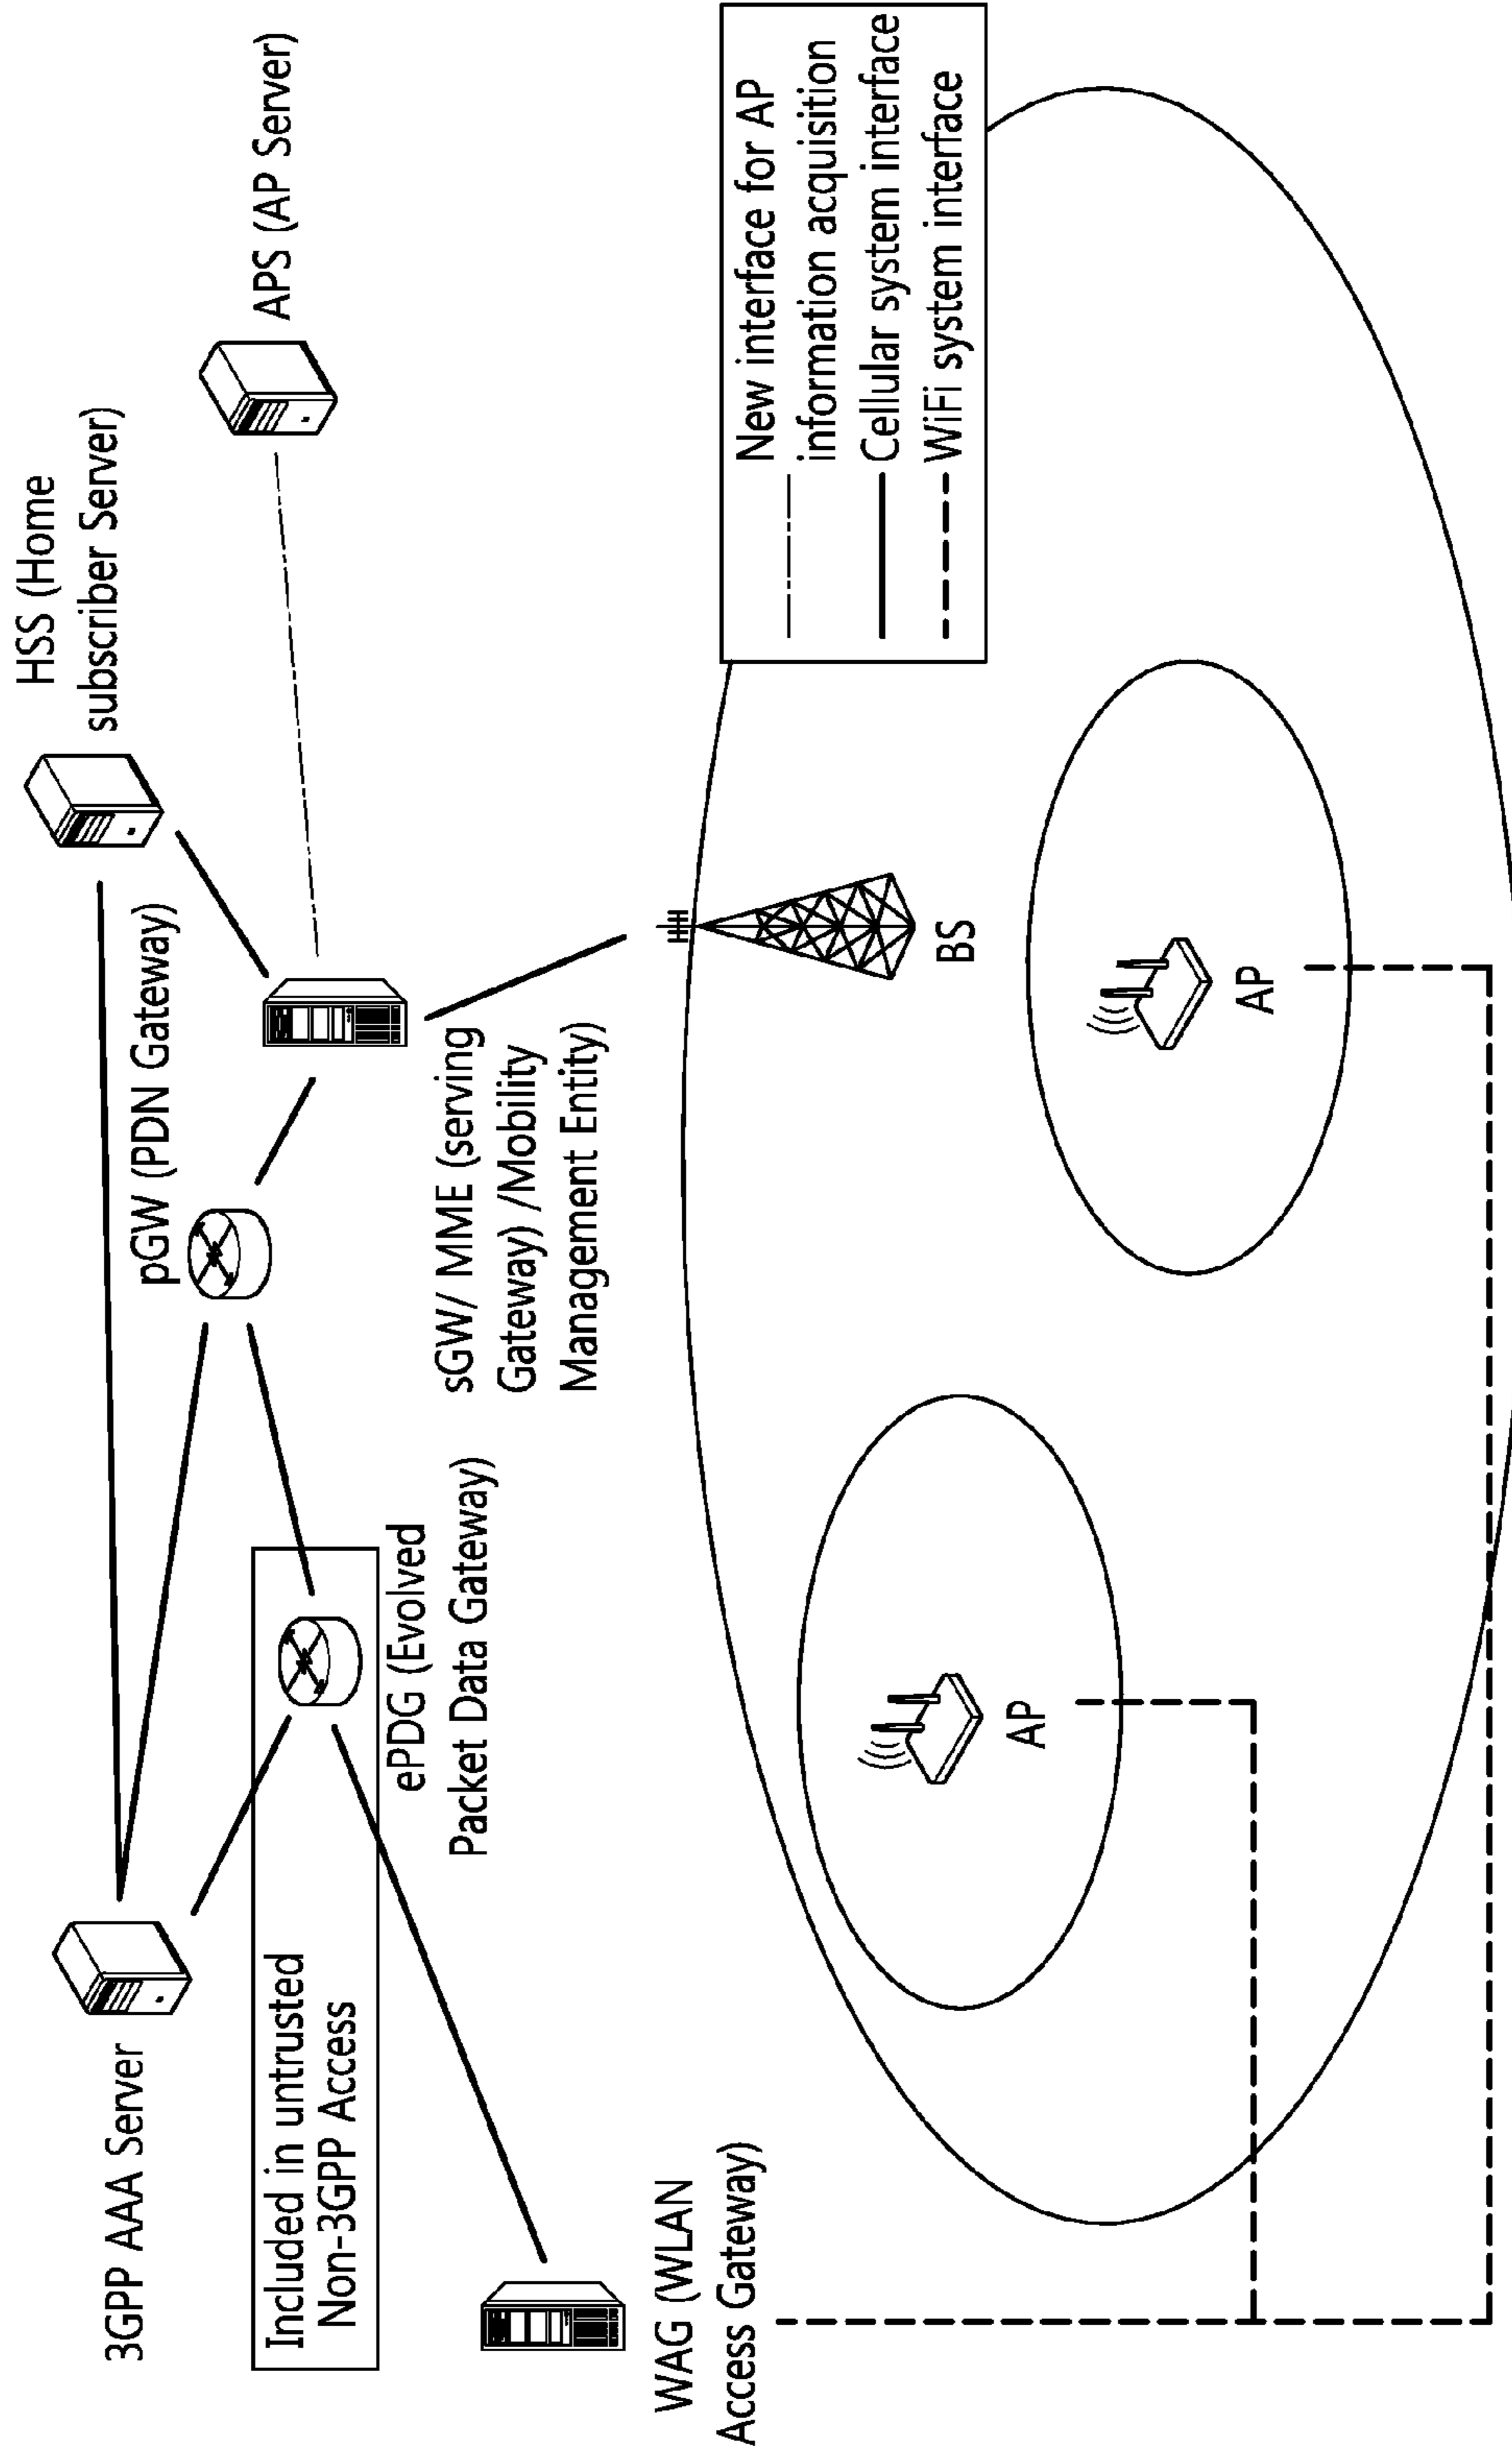 HSS (Home
subscriber Server)
APS (AP Server)
3GPP AAA Server
pGW (PDN Gateway)
Included in untrusted
Non-3GPP Access
ePDG (Evolved
Packet Data Gateway)
sGW/ MME (serving
Gateway) /Mobility
Management Entity)
WAG (WLAN
Access Gateway)
New interface for AP
information acquisition
Cellular system interface
WiFi system interface
BS
AP
AP